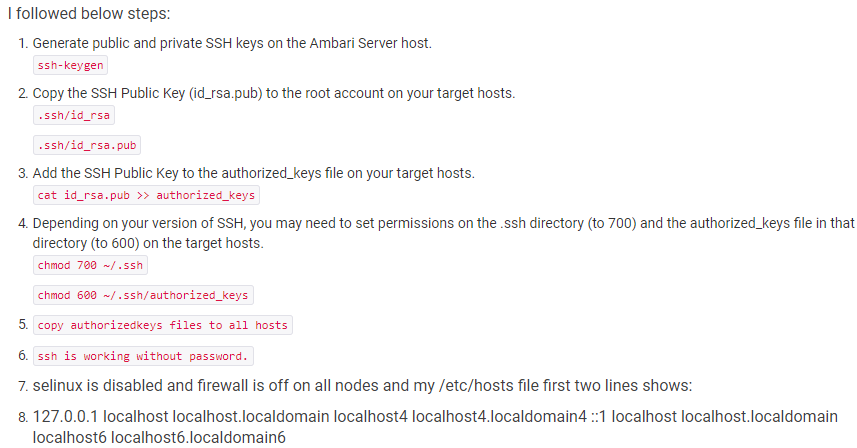 I followed below steps:
1. Generate public and private SSH keys on the Ambari Server host.
ssh-keygen
2. Copy the SSH Public Key (id_rsa.pub) to the root account on your target hosts.
.ssh/id_rsa
.ssh/id_rsa.pub
3. Add the SSH Public Key to the authorized_keys file on your target hosts.
cat id_rsa.pub >> authorized_keys
4. Depending on your version of SSH, you may need to set permissions on the .ssh directory (to 700) and the authorized_keys file in that
directory (to 600) on the target hosts.
chmod 700 ~/.ssh
chmod 600 ~/.ssh/authorized_keys
5. copy authorizedkeys files to all hosts
6. ssh is working without password.
7. selinux is disabled and firewall is off on all nodes and my /etc/hosts file first two lines shows:
8. 127.0.0.1 localhost localhost.localdomain localhost4 localhost4.localdomain4 ::1 localhost localhost.localdomain
localhost6 localhost6.localdomain6